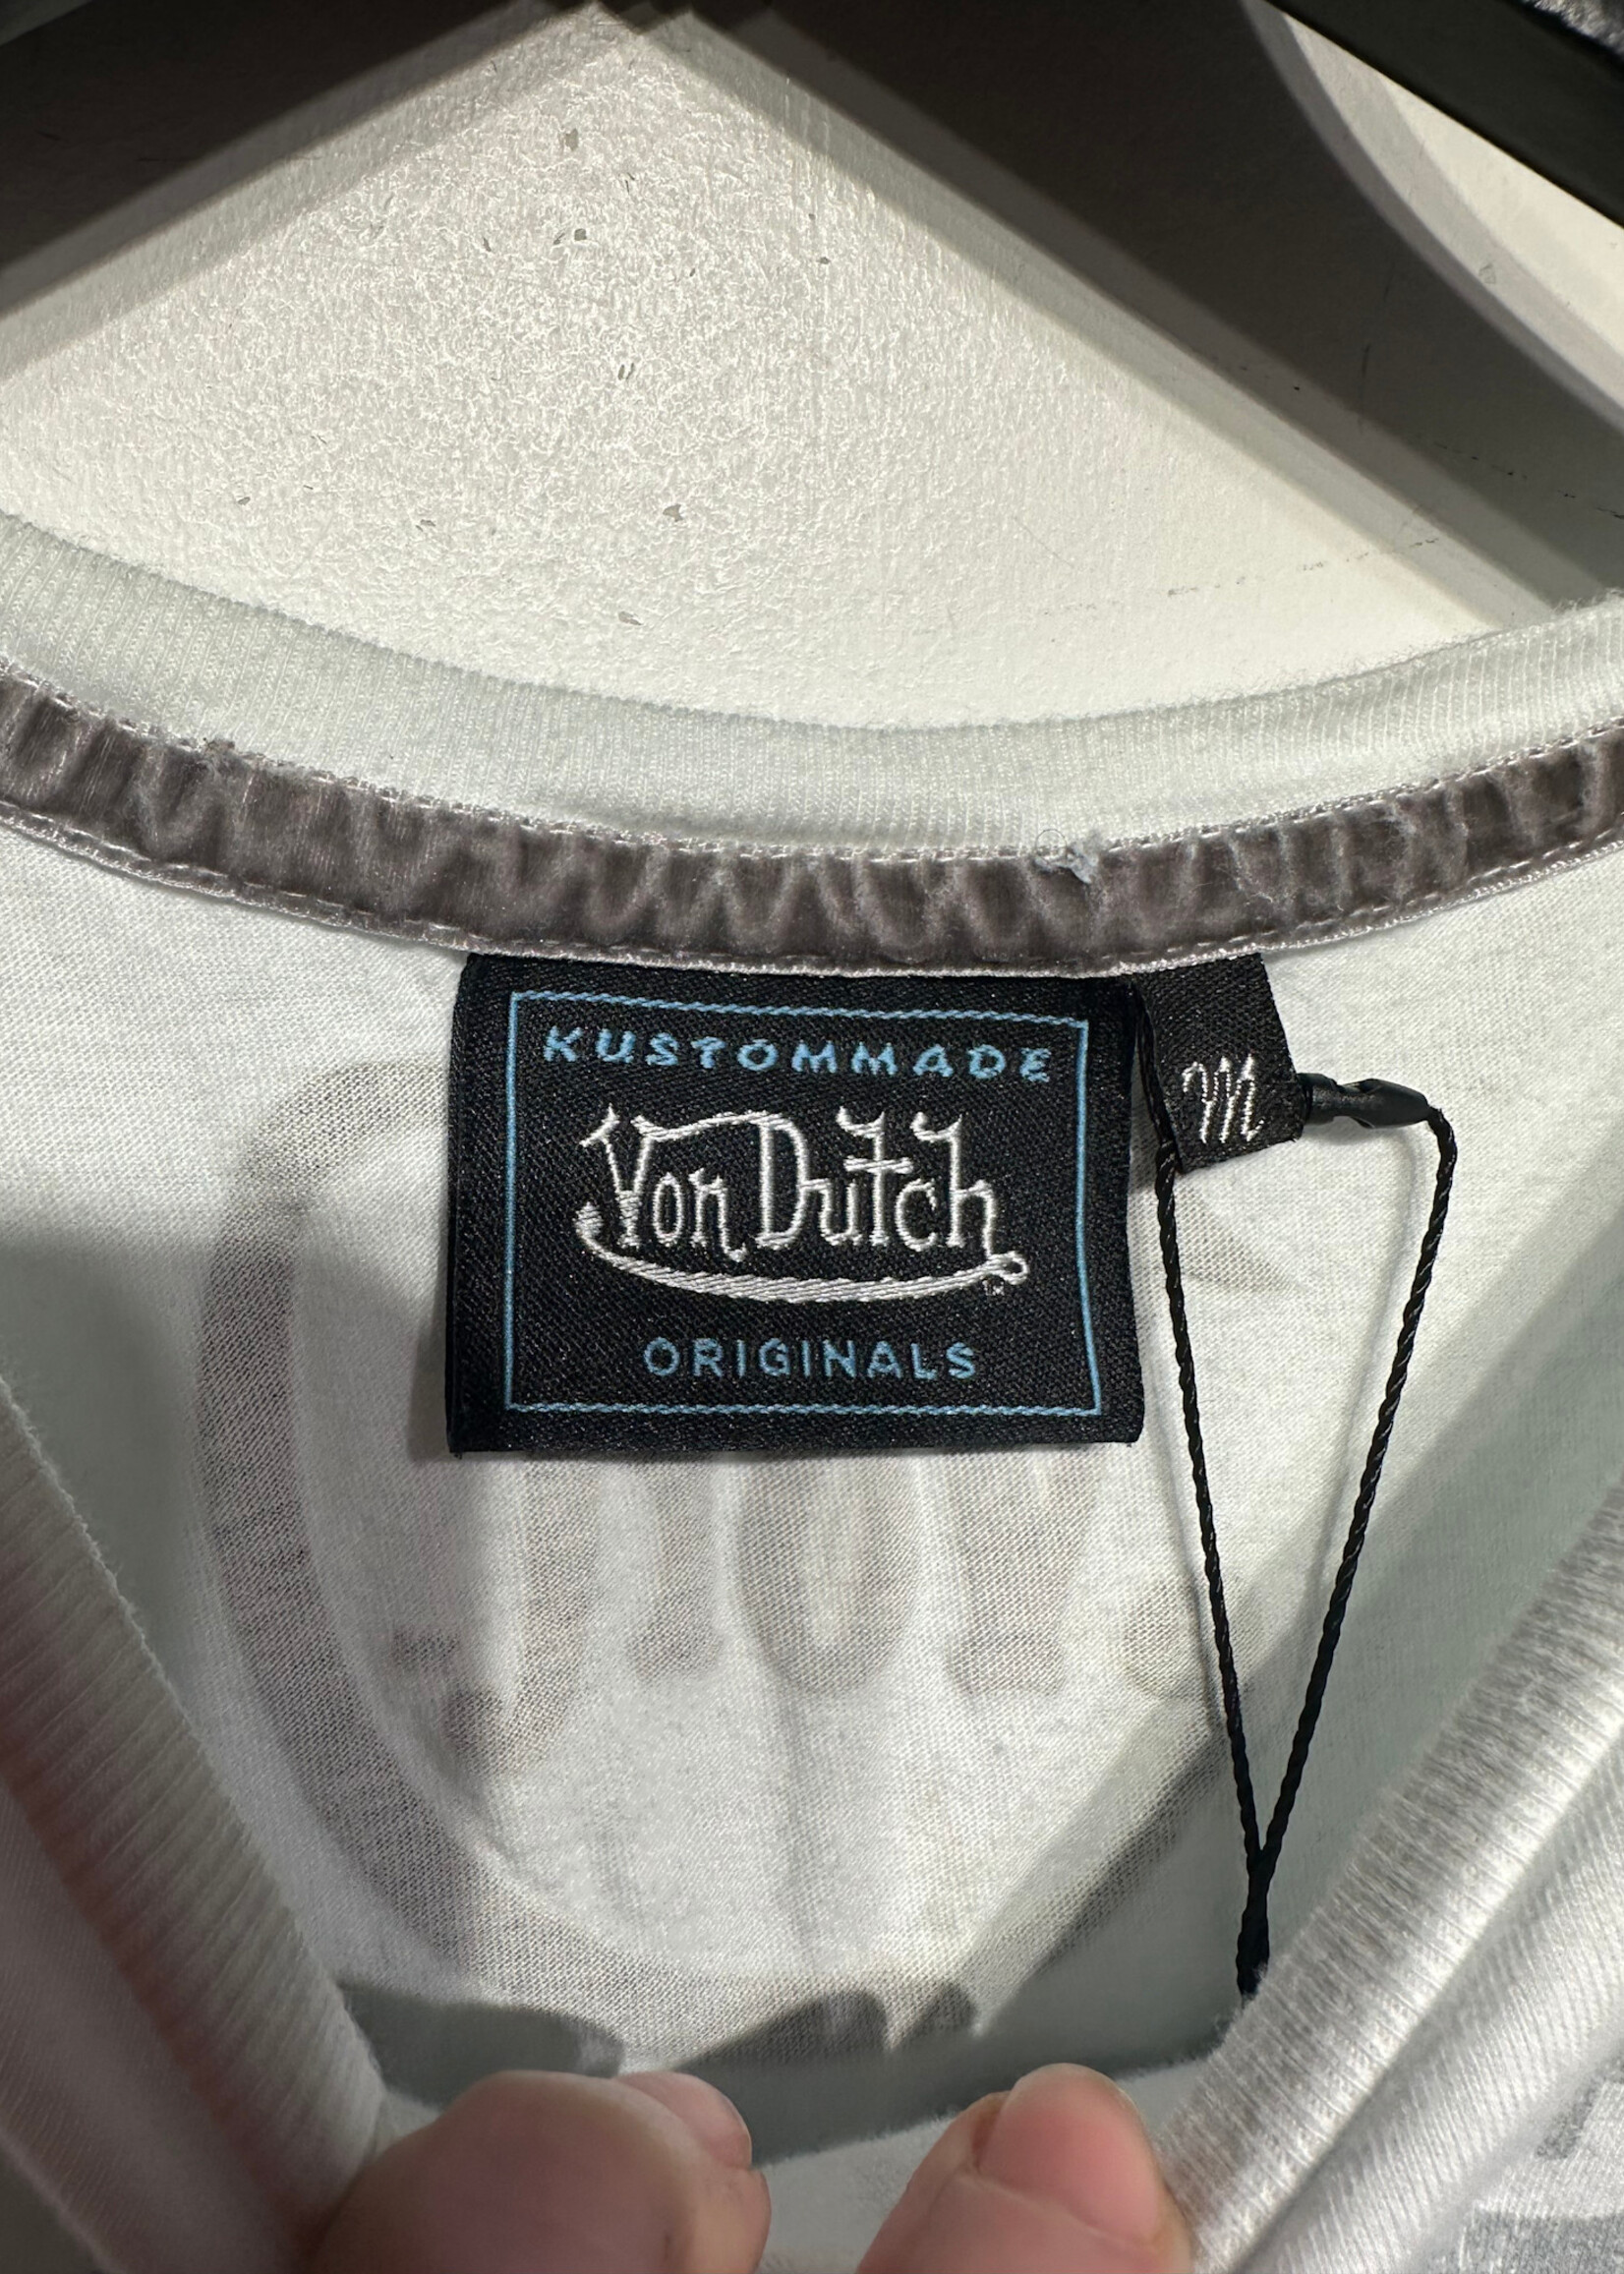 KUSTOMMADE
Von Dutch
ORIGINALS
M